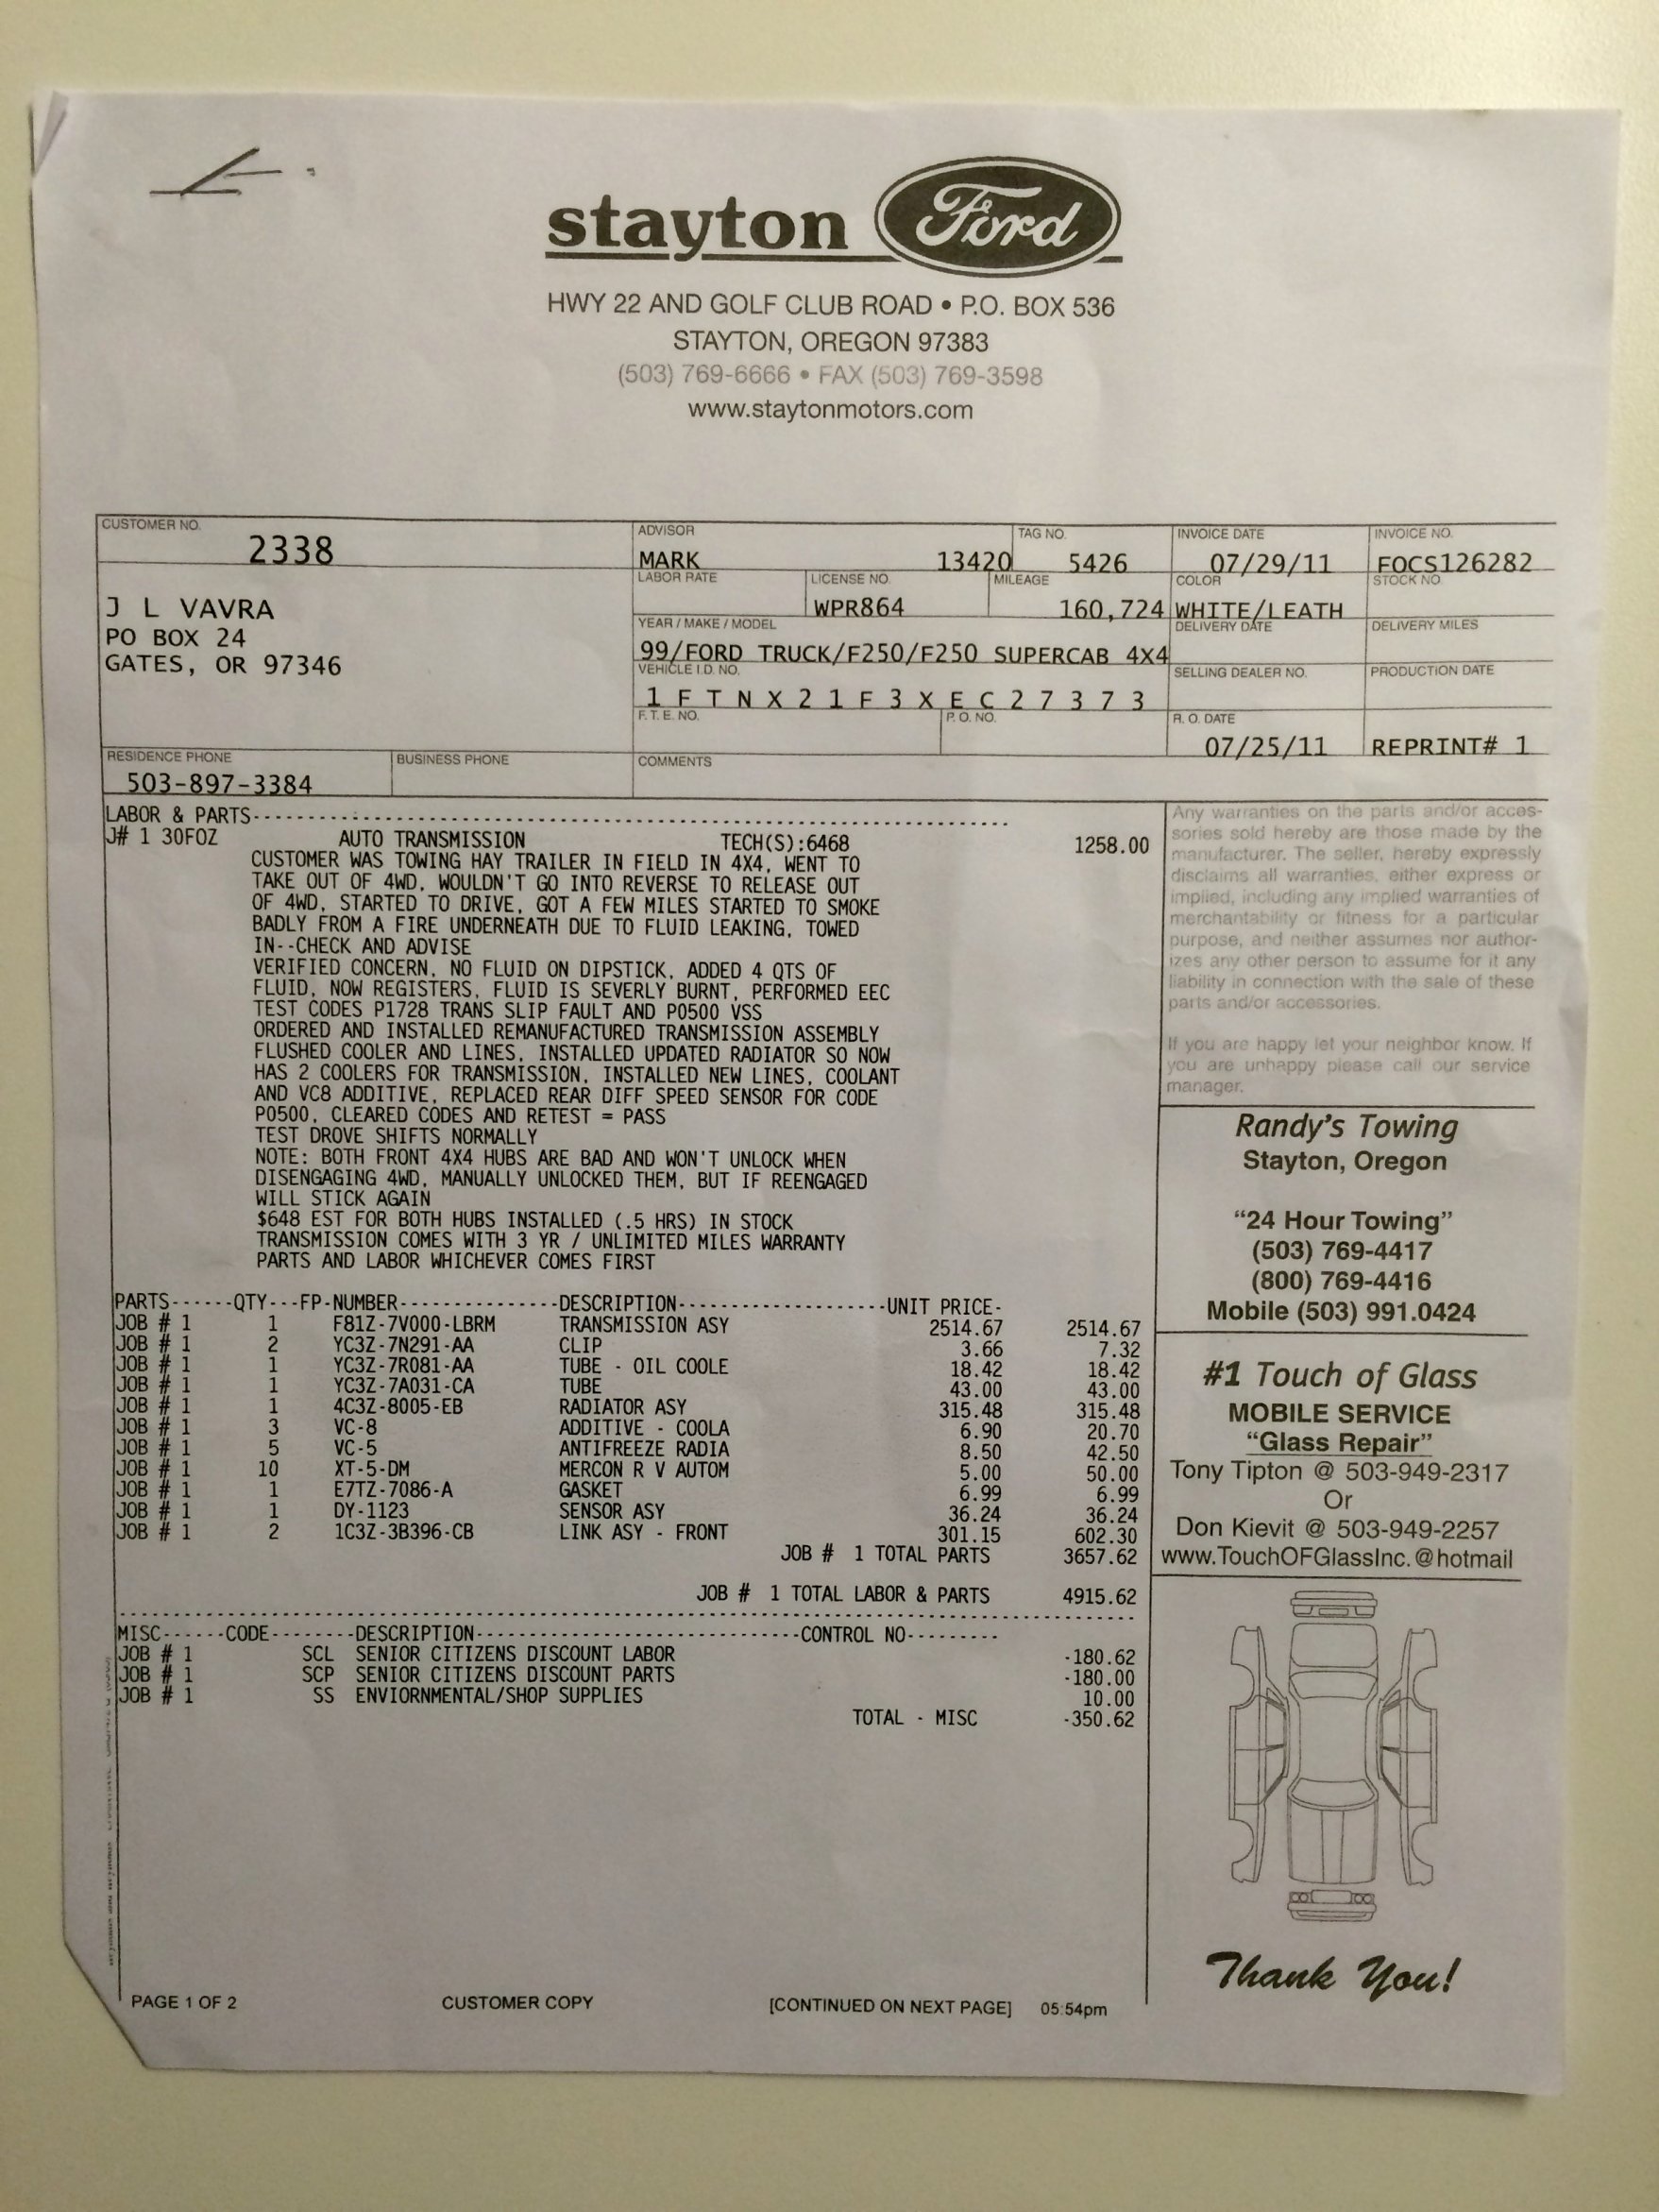 stayton Ford
HWY 22 AND GOLF CLUB ROAD • P.O. BOX 536
STAYTON, OREGON 97383
(503) 769-6666 • FAX (503) 769-3598
www.staytonmotors.com
CUSTOMER NO. 2338
ADVISOR MARK 13420
TAG NO. 5426
INVOICE DATE 07/29/11
INVOICE NO. FOCS126282
J L VAVRA
PO BOX 24
GATES, OR 97346
LABOR RATE
LICENSE NO. WPR864
MILEAGE 160,724
COLOR WHITE/LEATH
STOCK NO.
YEAR / MAKE / MODEL 99/FORD TRUCK/F250/F250 SUPERCAB 4X4
DELIVERY DATE
DELIVERY MILES
VEHICLE I.D. NO. 1 F T N X 2 1 F 3 X E C 2 7 3 7 3
SELLING DEALER NO.
PRODUCTION DATE
F. T. E. NO.
P. O. NO.
R. O. DATE 07/25/11
REPRINT# 1
RESIDENCE PHONE 503-897-3384
BUSINESS PHONE
COMMENTS
LABOR & PARTS
J# 1 30FOZ AUTO TRANSMISSION TECH(S):6468 1258.00
CUSTOMER WAS TOWING HAY TRAILER IN FIELD IN 4X4, WENT TO
TAKE OUT OF 4WD, WOULDN'T GO INTO REVERSE TO RELEASE OUT
OF 4WD, STARTED TO DRIVE, GOT A FEW MILES STARTED TO SMOKE
BADLY FROM A FIRE UNDERNEATH DUE TO FLUID LEAKING, TOWED
IN--CHECK AND ADVISE
VERIFIED CONCERN, NO FLUID ON DIPSTICK, ADDED 4 QTS OF
FLUID, NOW REGISTERS, FLUID IS SEVERLY BURNT, PERFORMED EEC
TEST CODES P1728 TRANS SLIP FAULT AND P0500 VSS
ORDERED AND INSTALLED REMANUFACTURED TRANSMISSION ASSEMBLY
FLUSHED COOLER AND LINES, INSTALLED UPDATED RADIATOR SO NOW
HAS 2 COOLERS FOR TRANSMISSION, INSTALLED NEW LINES, COOLANT
AND VC8 ADDITIVE, REPLACED REAR DIFF SPEED SENSOR FOR CODE
P0500, CLEARED CODES AND RETEST = PASS
TEST DROVE SHIFTS NORMALLY
NOTE: BOTH FRONT 4X4 HUBS ARE BAD AND WON'T UNLOCK WHEN
DISENGAGING 4WD, MANUALLY UNLOCKED THEM, BUT IF REENGAGED
WILL STICK AGAIN
$648 EST FOR BOTH HUBS INSTALLED (.5 HRS) IN STOCK
TRANSMISSION COMES WITH 3 YR / UNLIMITED MILES WARRANTY
PARTS AND LABOR WHICHEVER COMES FIRST
PARTS------QTY---FP-NUMBER---------------DESCRIPTION-------------------UNIT PRICE-
JOB # 1 1 F81Z-7V000-LBRM TRANSMISSION ASY 2514.67 2514.67
JOB # 1 2 YC3Z-7N291-AA CLIP 3.66 7.32
JOB # 1 1 YC3Z-7R081-AA TUBE - OIL COOLE 18.42 18.42
JOB # 1 1 YC3Z-7A031-CA TUBE 43.00 43.00
JOB # 1 1 4C3Z-8005-EB RADIATOR ASY 315.48 315.48
JOB # 1 3 VC-8 ADDITIVE - COOLA 6.90 20.70
JOB # 1 5 VC-5 ANTIFREEZE RADIA 8.50 42.50
JOB # 1 10 XT-5-DM MERCON R V AUTOM 5.00 50.00
JOB # 1 1 E7TZ-7086-A GASKET 6.99 6.99
JOB # 1 1 DY-1123 SENSOR ASY 36.24 36.24
JOB # 1 2 1C3Z-3B396-CB LINK ASY - FRONT 301.15 602.30
JOB # 1 TOTAL PARTS 3657.62
JOB # 1 TOTAL LABOR & PARTS 4915.62
MISC------CODE--------DESCRIPTION--------------------------------CONTROL NO---------
JOB # 1 SCL SENIOR CITIZENS DISCOUNT LABOR -180.62
JOB # 1 SCP SENIOR CITIZENS DISCOUNT PARTS -180.00
JOB # 1 SS ENVIORNMENTAL/SHOP SUPPLIES 10.00
TOTAL - MISC -350.62
Any warranties on the parts and/or acces-
sories sold hereby are those made by the
manufacturer. The seller, hereby expressly
disclaims all warranties, either express or
implied, including any implied warranties of
merchantability or fitness for a particular
purpose, and neither assumes nor author-
izes any other person to assume for it any
liability in connection with the sale of these
parts and/or accessories.
If you are happy let your neighbor know. If
you are unhappy please call our service
manager.
Randy's Towing
Stayton, Oregon
"24 Hour Towing"
(503) 769-4417
(800) 769-4416
Mobile (503) 991.0424
#1 Touch of Glass
MOBILE SERVICE
"Glass Repair"
Tony Tipton @ 503-949-2317
Or
Don Kievit @ 503-949-2257
www.TouchOFGlassInc.@hotmail
Thank You!
PAGE 1 OF 2 CUSTOMER COPY [CONTINUED ON NEXT PAGE] 05:54pm